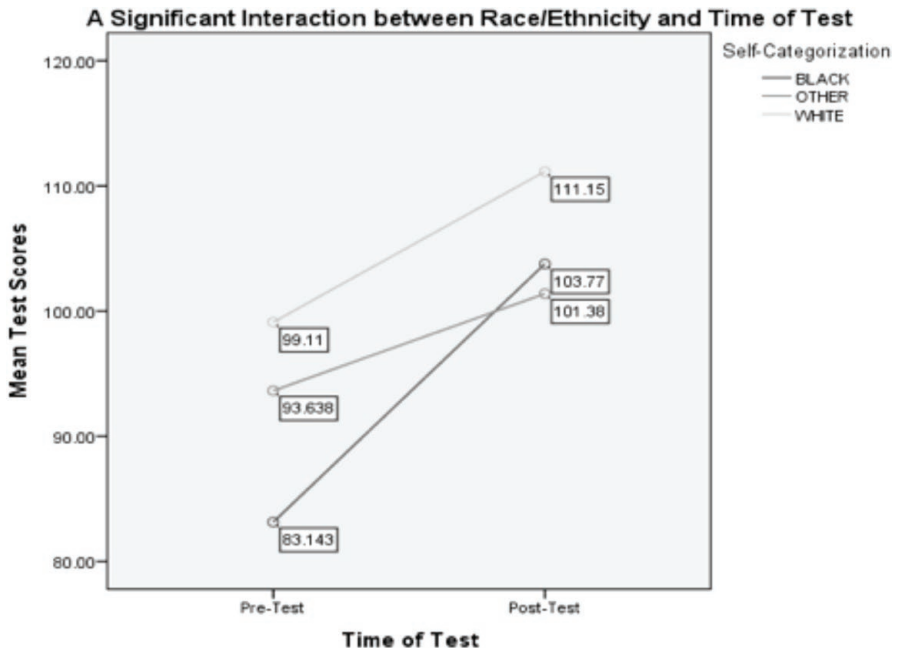 A Significant Interaction between Race/Ethnicity and Time of Test
Self-Categorization
BLACK
OTHER
WHITE
120.00
110.00
100.00
90.00
80.00
Mean Test Scores
111.15
103.77
101.38
99.11
93.638
83.143
Pre-Test
Post-Test
Time of Test